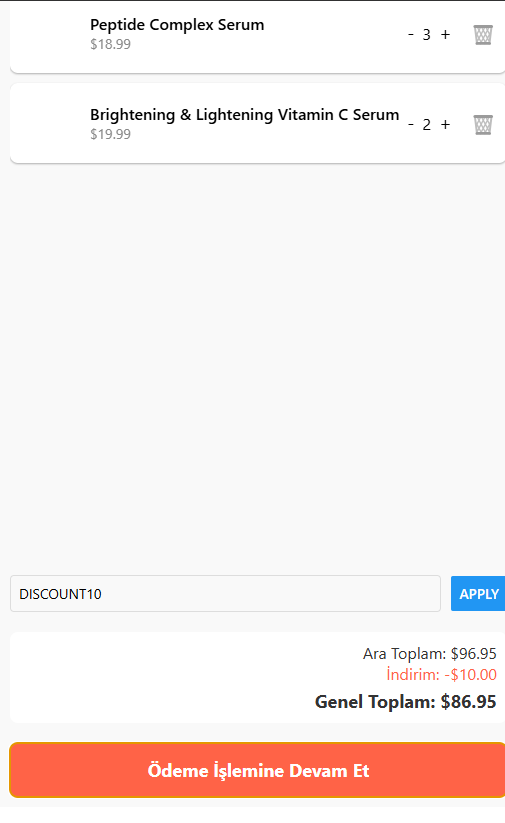 Peptide Complex Serum
$18.99
- 3 +
Brightening & Lightening Vitamin C Serum
$19.99
- 2 +
DISCOUNT10
APPLY
Ara Toplam: $96.95
İndirim: -$10.00
Genel Toplam: $86.95
Ödeme İşlemine Devam Et